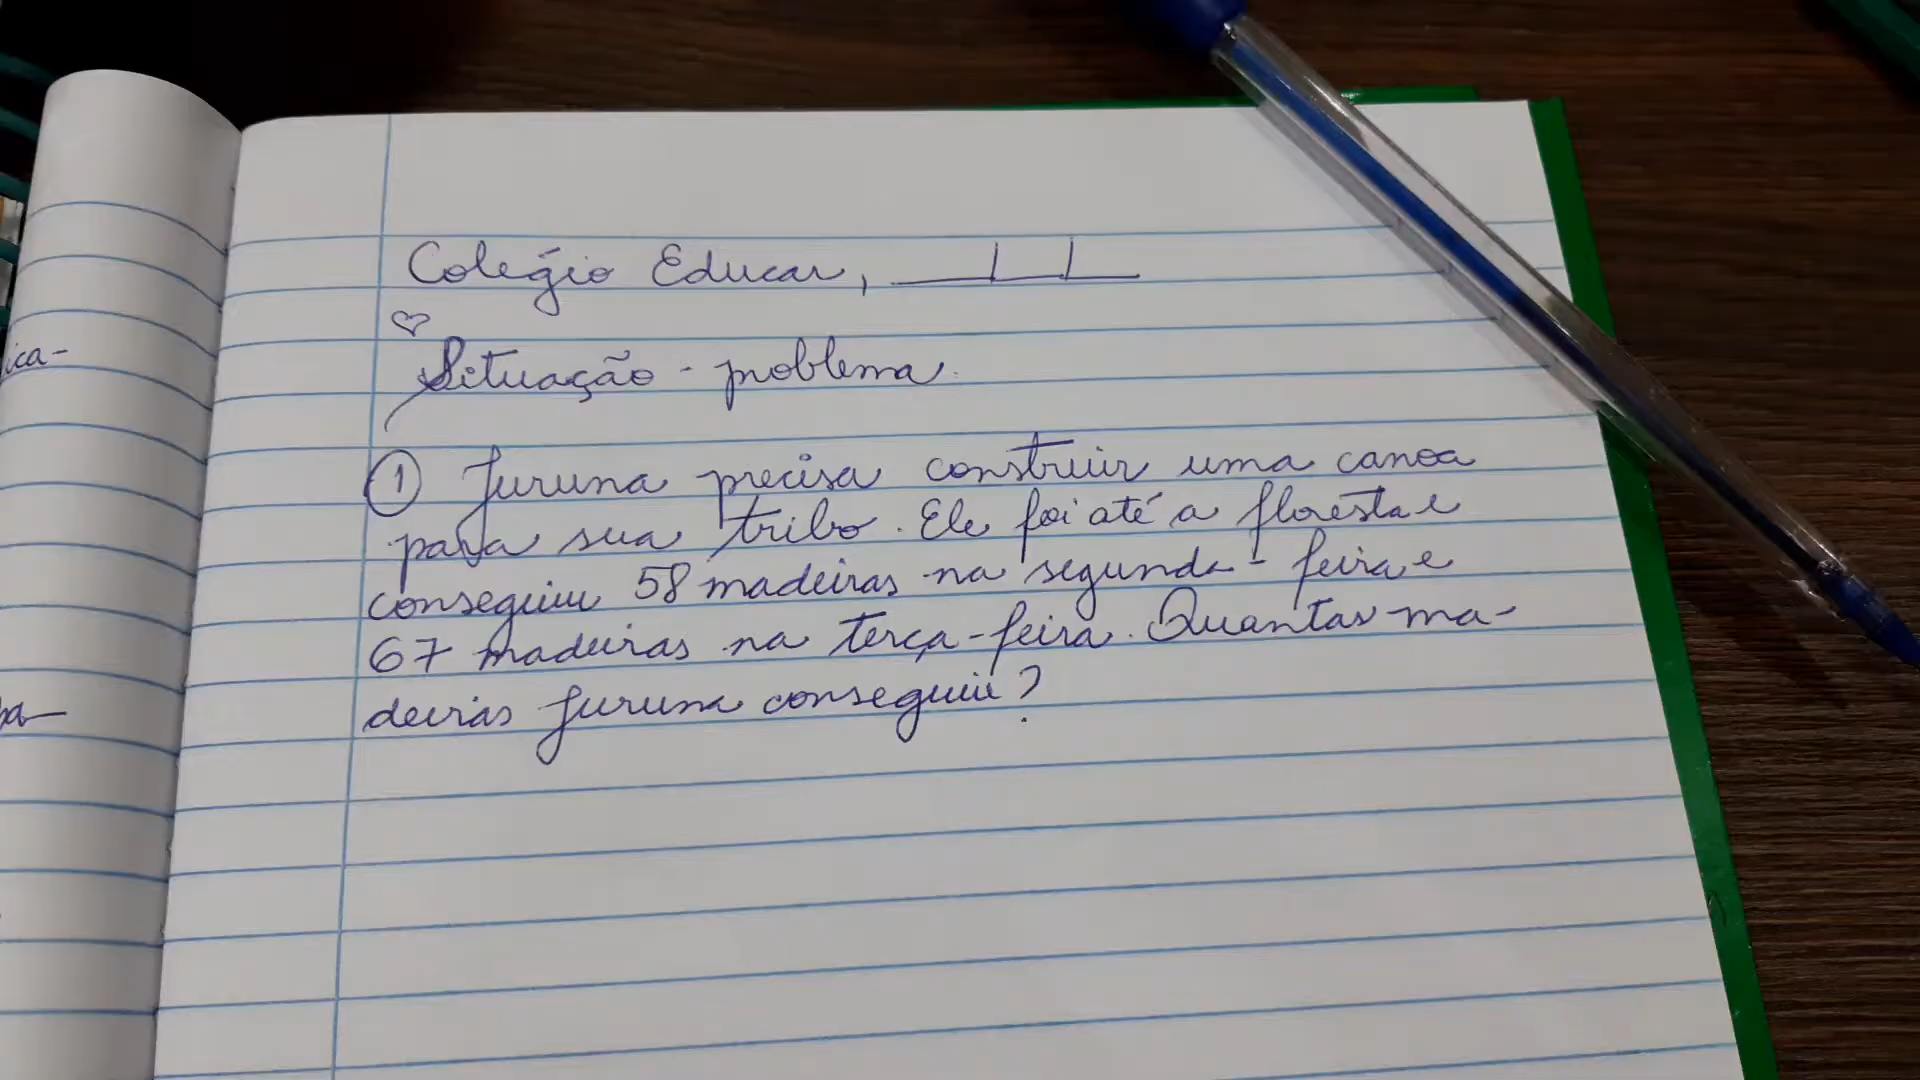 Colégio Educar, __/__/__
Situação - problema.
① Juruna precisa construir uma canoa
para sua tribo. Ele foi até a floresta e
conseguiu 58 madeiras na segunda-feira e
67 madeiras na terça-feira. Quantas ma-
deiras Juruna conseguiu?
ica-